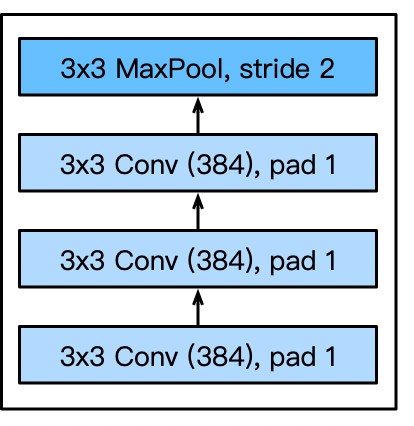 3x3 MaxPool, stride 2
3x3 Conv (384), pad 1
3x3 Conv (384), pad 1
3x3 Conv (384), pad 1